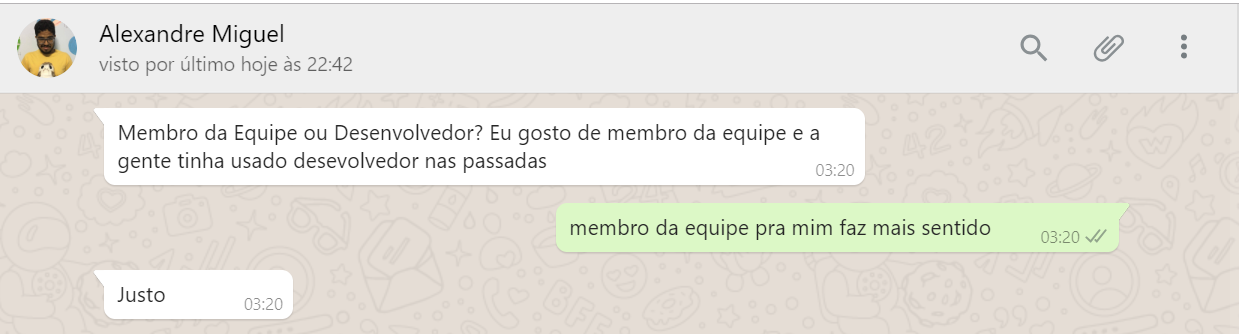 Alexandre Miguel
visto por último hoje às 22:42
Membro da Equipe ou Desenvolvedor? Eu gosto de membro da equipe e a
gente tinha usado desevolvedor nas passadas
03:20
membro da equipe pra mim faz mais sentido
03:20
Justo
03:20